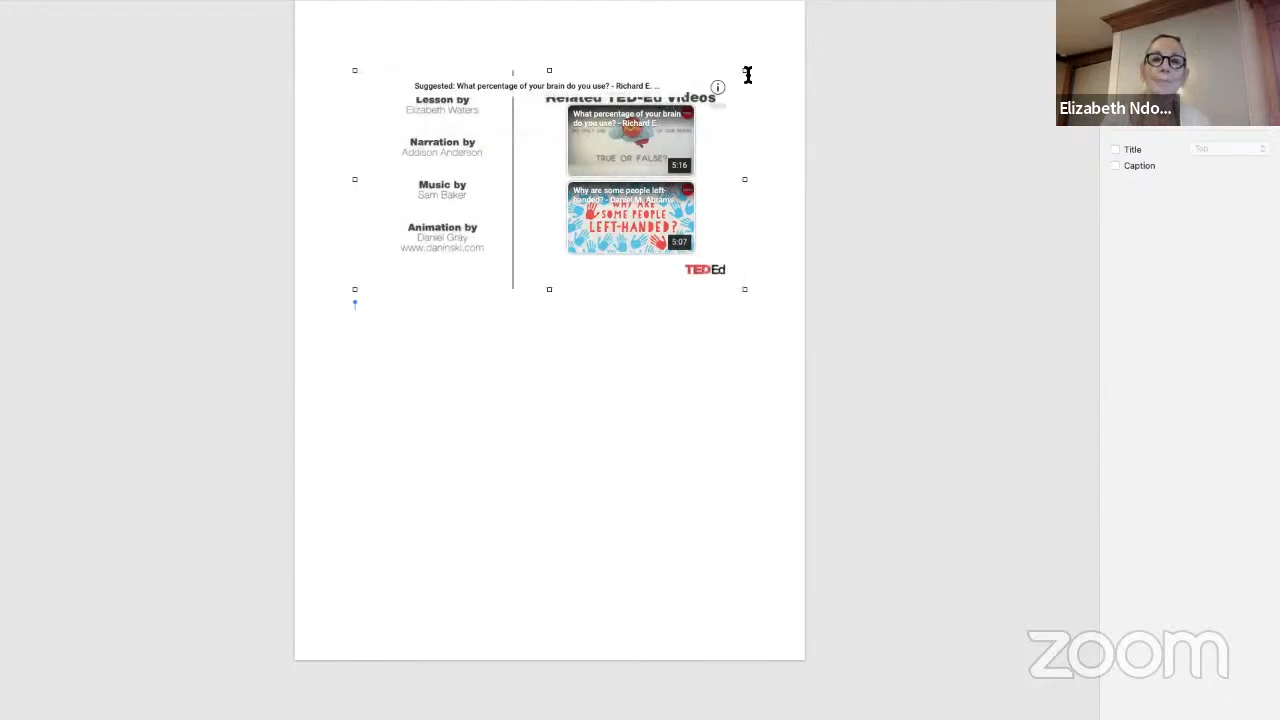 Suggested: What percentage of your brain do you use? - Richard E. ...
Lesson by
Elizabeth Waters
Narration by
Addison Anderson
Music by
Sam Baker
Animation by
Daniel Gray
www.daninski.com
Related TED-Ed Videos
What percentage of your brain
do you use? - Richard E.
TRUE OR FALSE?
5:16
Why are some people left-
handed? - Daniel M. Abrams
WHY ARE
SOME PEOPLE
LEFT-HANDED?
5:07
TEDEd
Elizabeth Ndo...
Title
Top
Caption
zoom